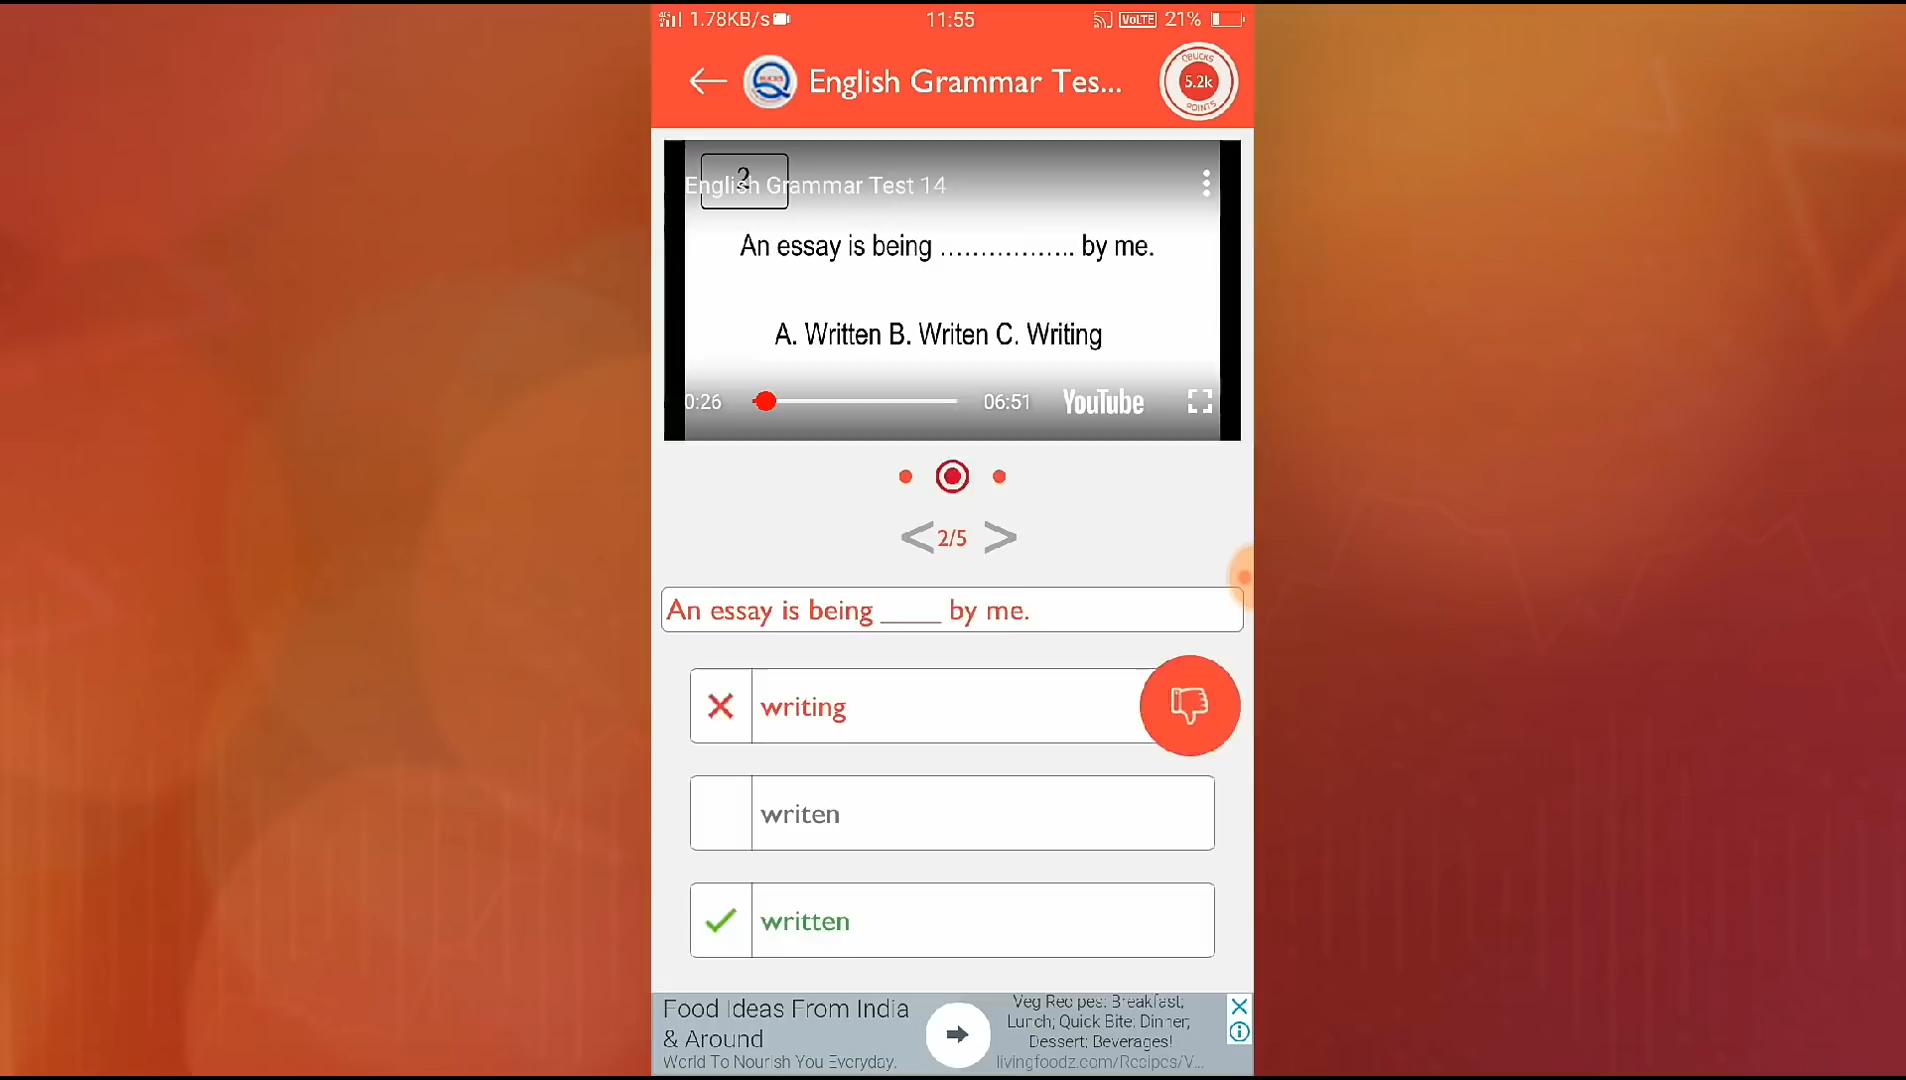 1.78KB/s 11:55 VoLTE 21%
English Grammar Tes...
QBUCKS
5.2k
POINTS
2
English Grammar Test 14
An essay is being ................. by me.
A. Written B. Writen C. Writing
0:26 06:51 YouTube
< 2/5 >
An essay is being ____ by me.
writing
writen
written
Food Ideas From India
& Around
World To Nourish You Everyday.
Veg Recipes: Breakfast;
Lunch; Quick Bite; Dinner;
Dessert; Beverages!
livingfoodz.com/Recipes/V...